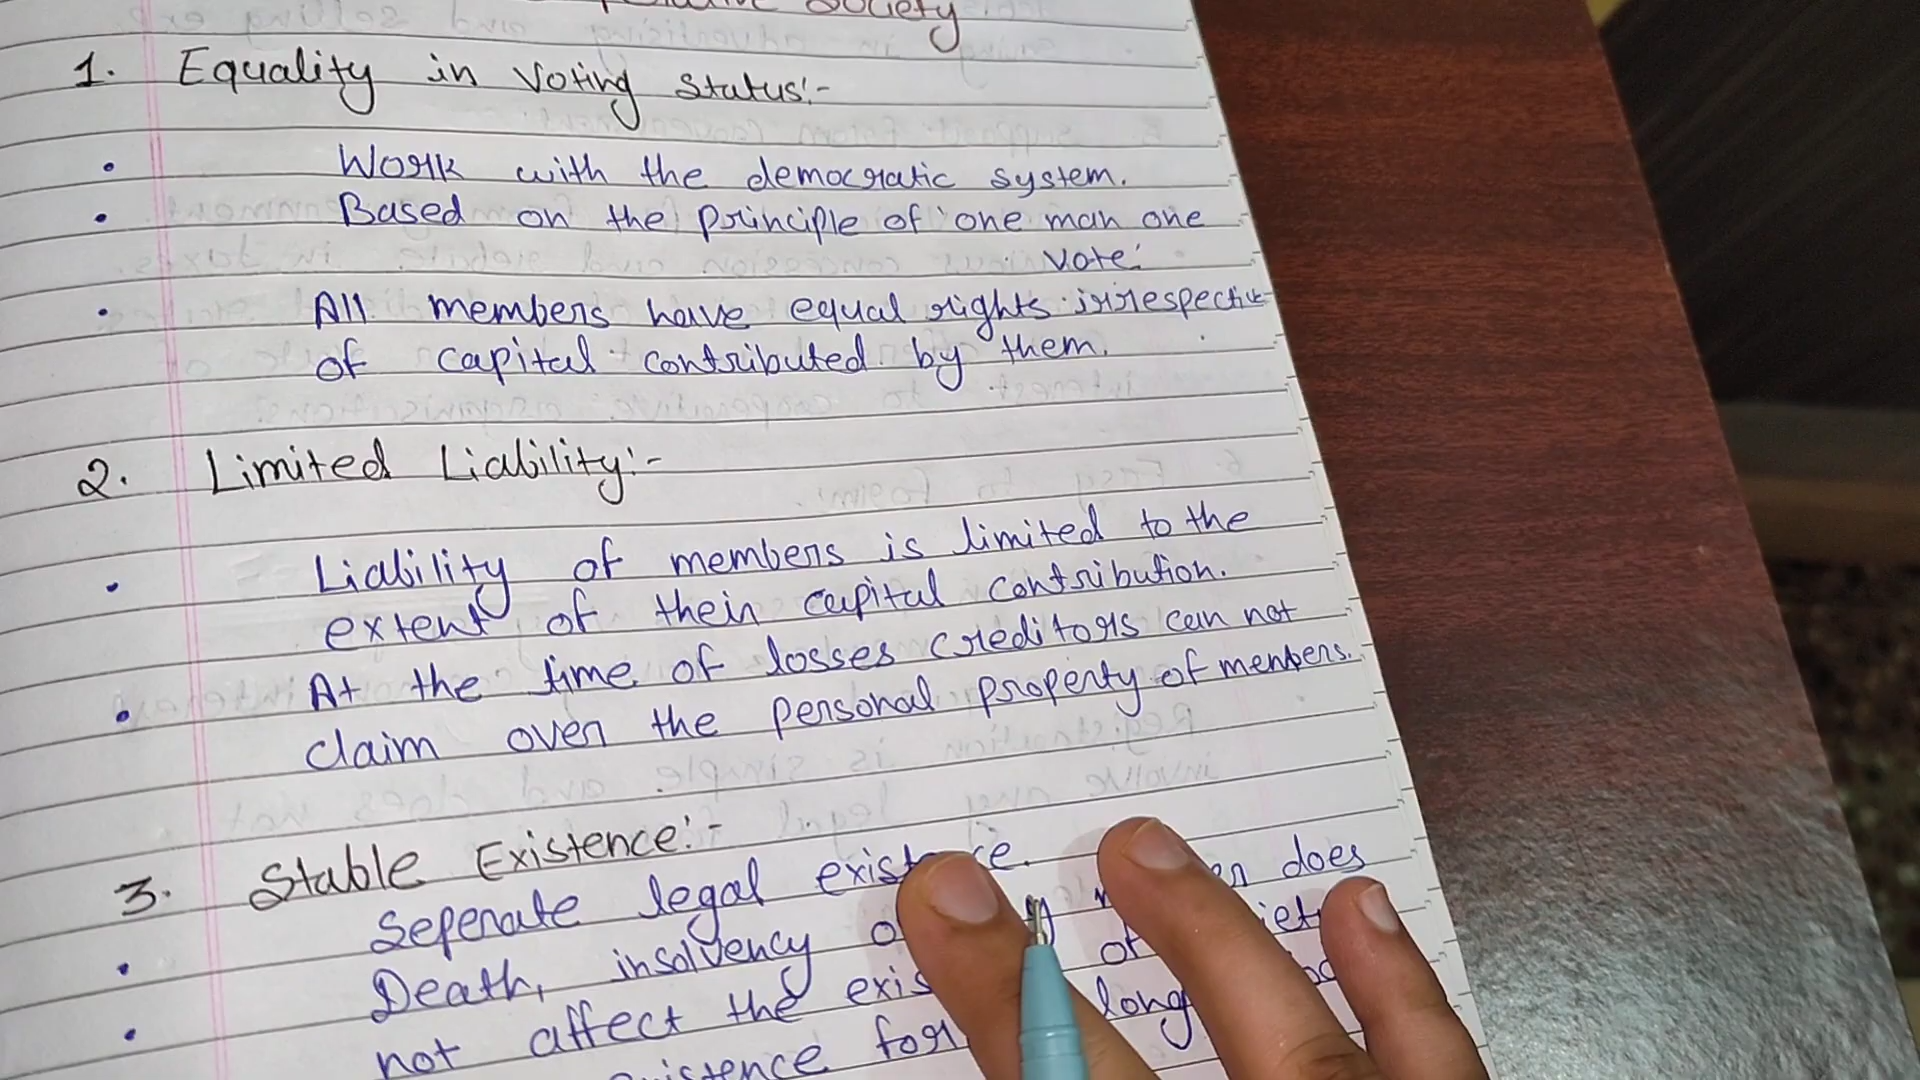 Society
1. Equality in Voting Status:-
• Work with the democratic system.
• Based on the principle of 'one man one
vote'.
• All members have equal rights irrespective
of capital contributed by them.
2. Limited Liability:-
• Liability of members is limited to the
extent of their capital contribution.
• At the time of losses creditors can not
claim over the personal property of members.
3. Stable Existence:-
• Seperate legal existence.
• Death, insolvency does
not affect the of
for long